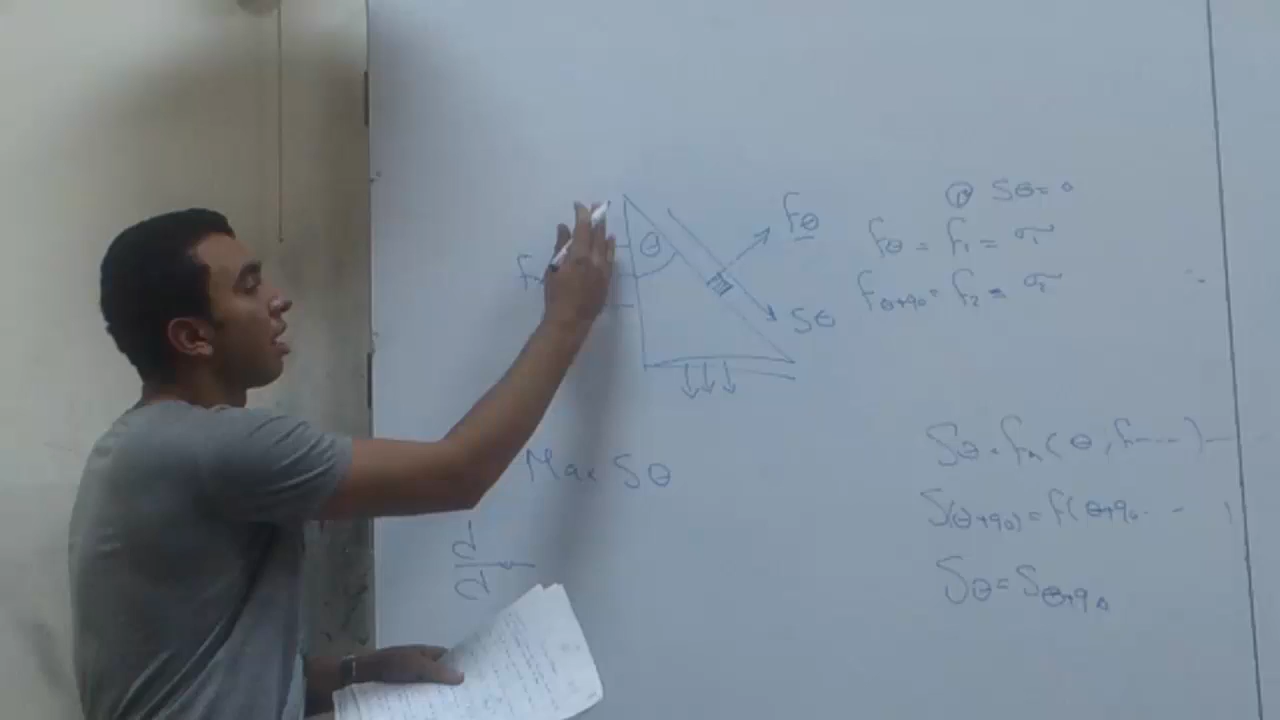 θ
Fθ
Sθ
① Sθ = 0
Fθ = F₁ = σ₁
Fθ+90 = F₂ = σ₂
Max Sθ
d
d
Sθ = fn(θ, f----)--
S(θ+90) = f(θ+90 - -
Sθ = Sθ+90